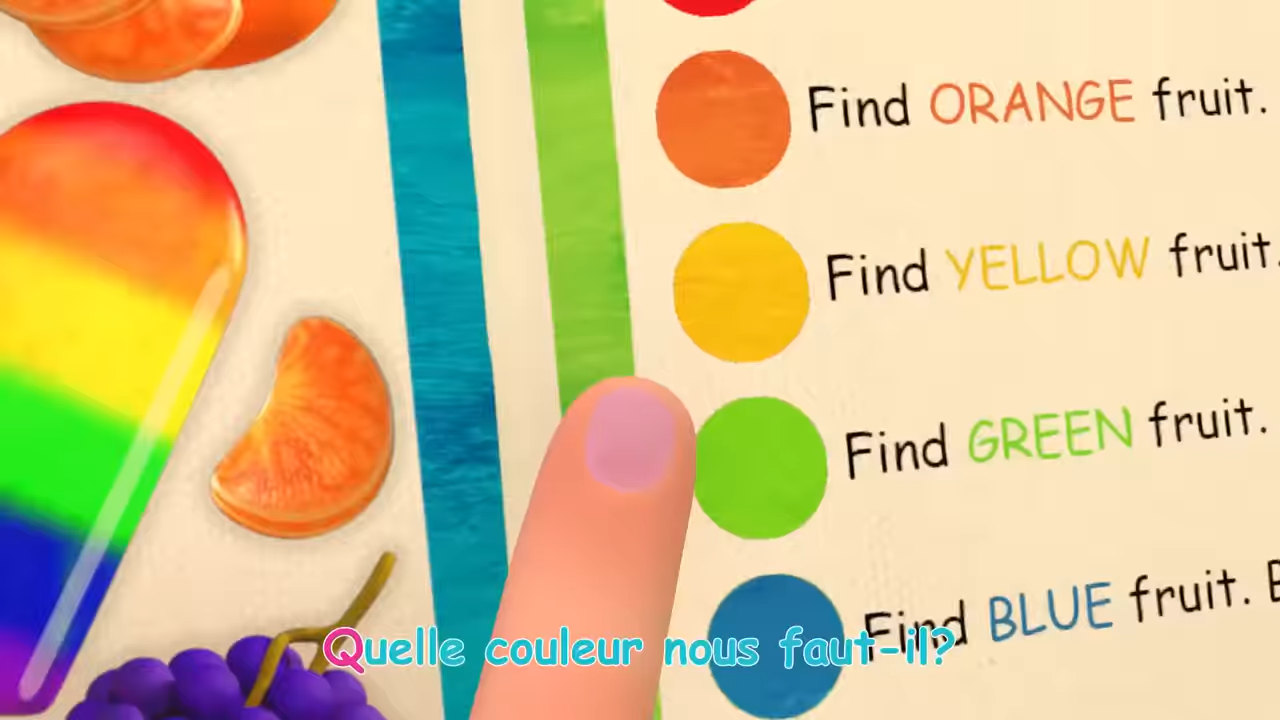 Find ORANGE fruit.
Find YELLOW fruit.
Find GREEN fruit.
Find BLUE fruit.
Quelle couleur nous faut-il?